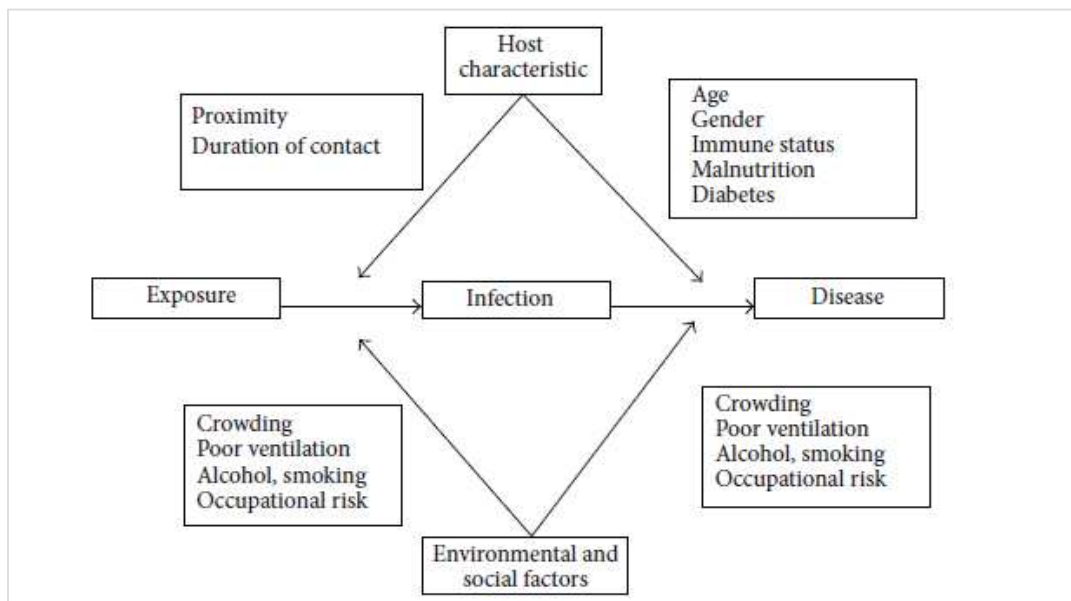 Host
characteristic
Proximity
Duration of contact
Age
Gender
Immune status
Malnutrition
Diabetes
Exposure
Infection
Disease
Crowding
Poor ventilation
Alcohol, smoking
Occupational risk
Crowding
Poor ventilation
Alcohol, smoking
Occupational risk
Environmental and
social factors